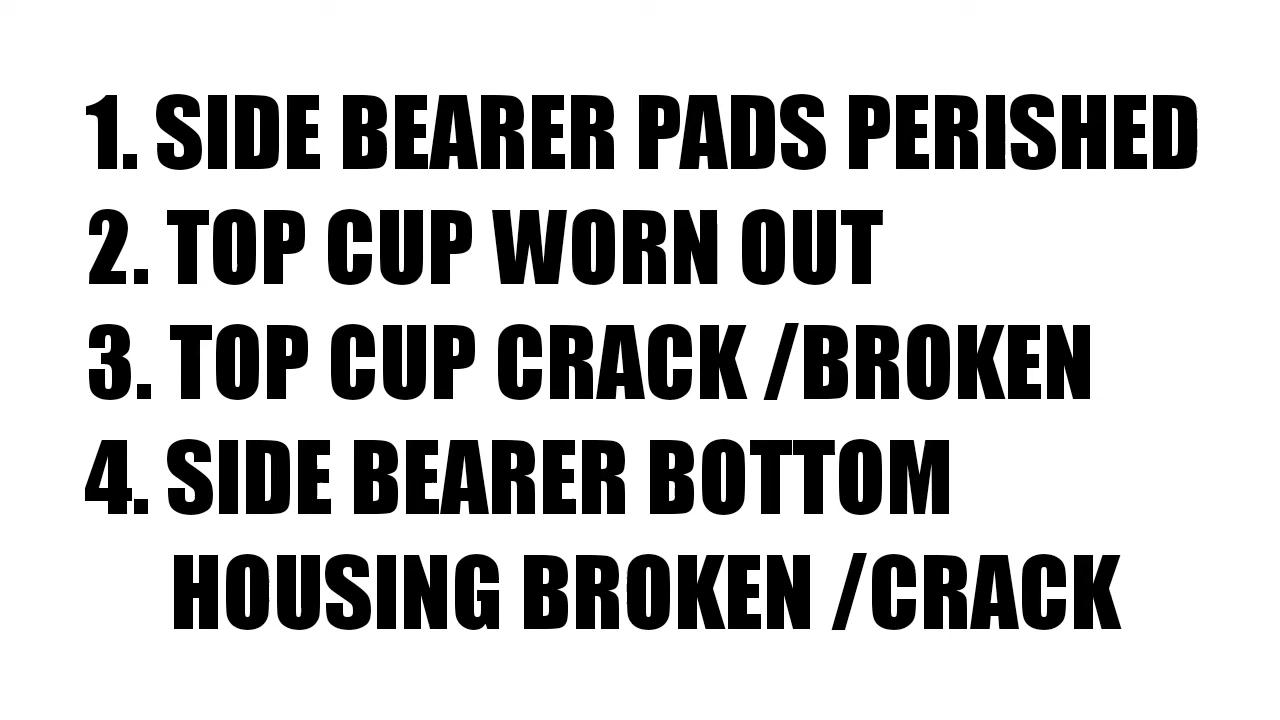 1. SIDE BEARER PADS PERISHED
2. TOP CUP WORN OUT
3. TOP CUP CRACK /BROKEN
4. SIDE BEARER BOTTOM
HOUSING BROKEN /CRACK